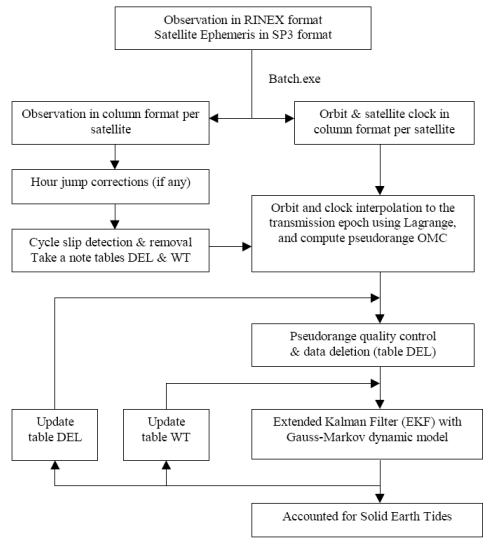 Observation in RINEX format
Satellite Ephemeris in SP3 format
Batch.exe
Observation in column format per
satellite
Orbit & satellite clock in
column format per satellite
Hour jump corrections (if any)
Orbit and clock interpolation to the
transmission epoch using Lagrange,
and compute pseudorange OMC
Cycle slip detection & removal
Take a note tables DEL & WT
Pseudorange quality control
& data deletion (table DEL)
Update
table DEL
Update
table WT
Extended Kalman Filter (EKF) with
Gauss-Markov dynamic model
Accounted for Solid Earth Tides